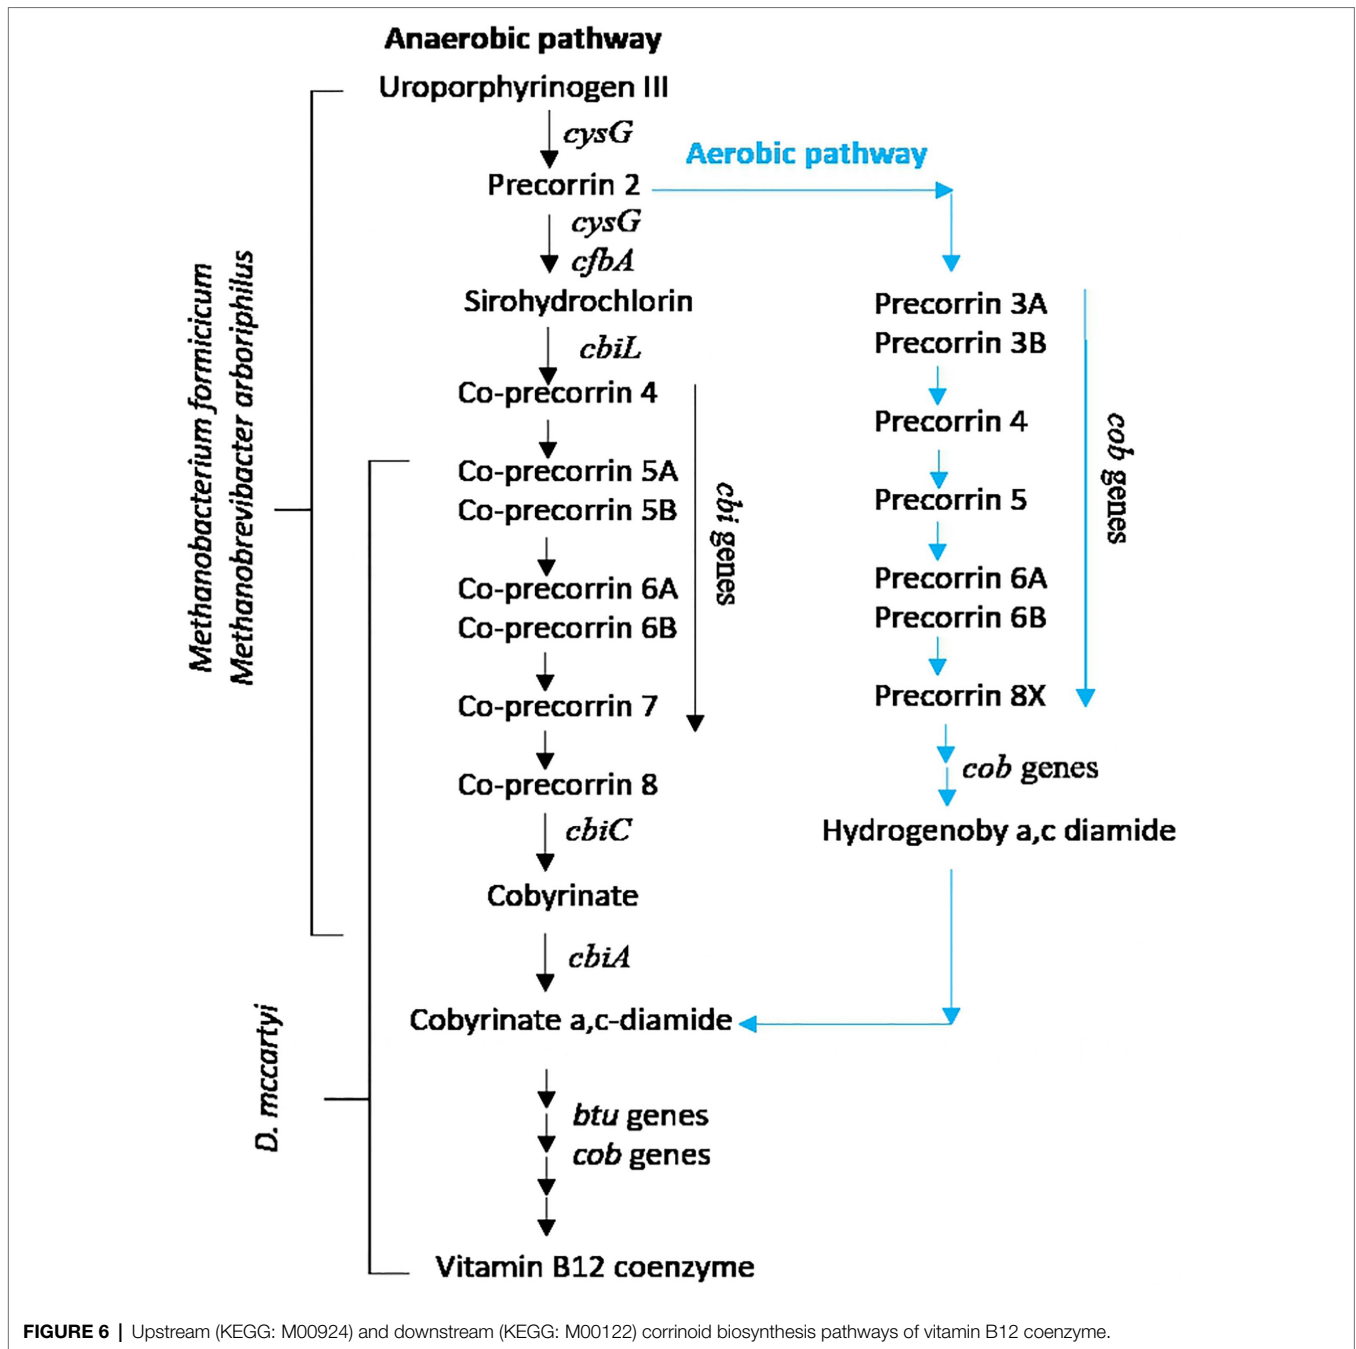 Anaerobic pathway
Uroporphyrinogen III
cysG
Aerobic pathway
Precorrin 2
cysG
cfbA
Sirohydrochlorin
cbiL
Co-precorrin 4
Co-precorrin 5A
Co-precorrin 5B
Co-precorrin 6A
Co-precorrin 6B
Co-precorrin 7
Co-precorrin 8
cbiC
Cobyrinate
cbiA
Cobyrinate a,c-diamide
btu genes
cob genes
Vitamin B12 coenzyme
cbi genes
Precorrin 3A
Precorrin 3B
Precorrin 4
Precorrin 5
Precorrin 6A
Precorrin 6B
Precorrin 8X
cob genes
cob genes
Hydrogenoby a,c diamide
Methanobacterium formicicum
Methanobrevibacter arboriphilus
D. mccartyi
FIGURE 6 | Upstream (KEGG: M00924) and downstream (KEGG: M00122) corrinoid biosynthesis pathways of vitamin B12 coenzyme.